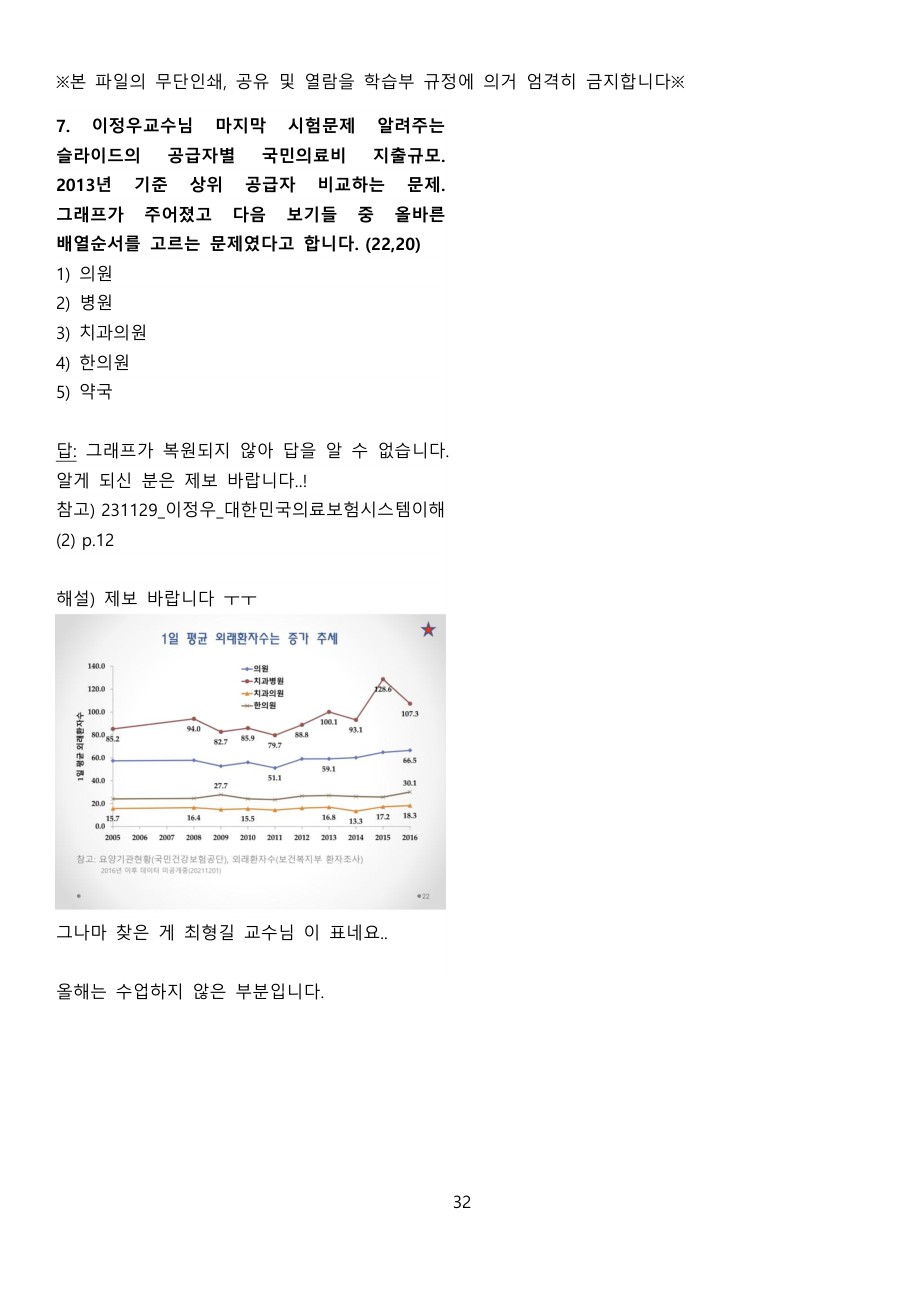 ※본 파일의 무단인쇄, 공유 및 열람을 학습부 규정에 의거 엄격히 금지합니다※
7. 이정우교수님 마지막 시험문제 알려주는
슬라이드의 공급자별 국민의료비 지출규모.
2013년 기준 상위 공급자 비교하는 문제.
그래프가 주어졌고 다음 보기들 중 올바른
배열순서를 고르는 문제였다고 합니다. (22,20)
1) 의원
2) 병원
3) 치과의원
4) 한의원
5) 약국
답: 그래프가 복원되지 않아 답을 알 수 없습니다.
알게 되신 분은 제보 바랍니다..!
참고) 231129_이정우_대한민국의료보험시스템이해
(2) p.12
해설) 제보 바랍니다 ㅜㅜ
1일 평균 외래환자수는 증가 추세
1일 평균 외래환자수
140.0
120.0
100.0
80.0
60.0
40.0
20.0
0.0
의원
치과병원
치과의원
한의원
85.2
94.0
82.7
85.9
79.7
88.8
100.1
93.1
128.6
107.3
51.1
59.1
66.5
27.7
30.1
15.7
16.4
15.5
16.8
13.3
17.2
18.3
2005 2006 2007 2008 2009 2010 2011 2012 2013 2014 2015 2016
참고: 요양기관현황(국민건강보험공단), 외래환자수(보건복지부 환자조사)
2016년 이후 데이터 미공개중(20211201)
22
그나마 찾은 게 최형길 교수님 이 표네요..
올해는 수업하지 않은 부분입니다.
32